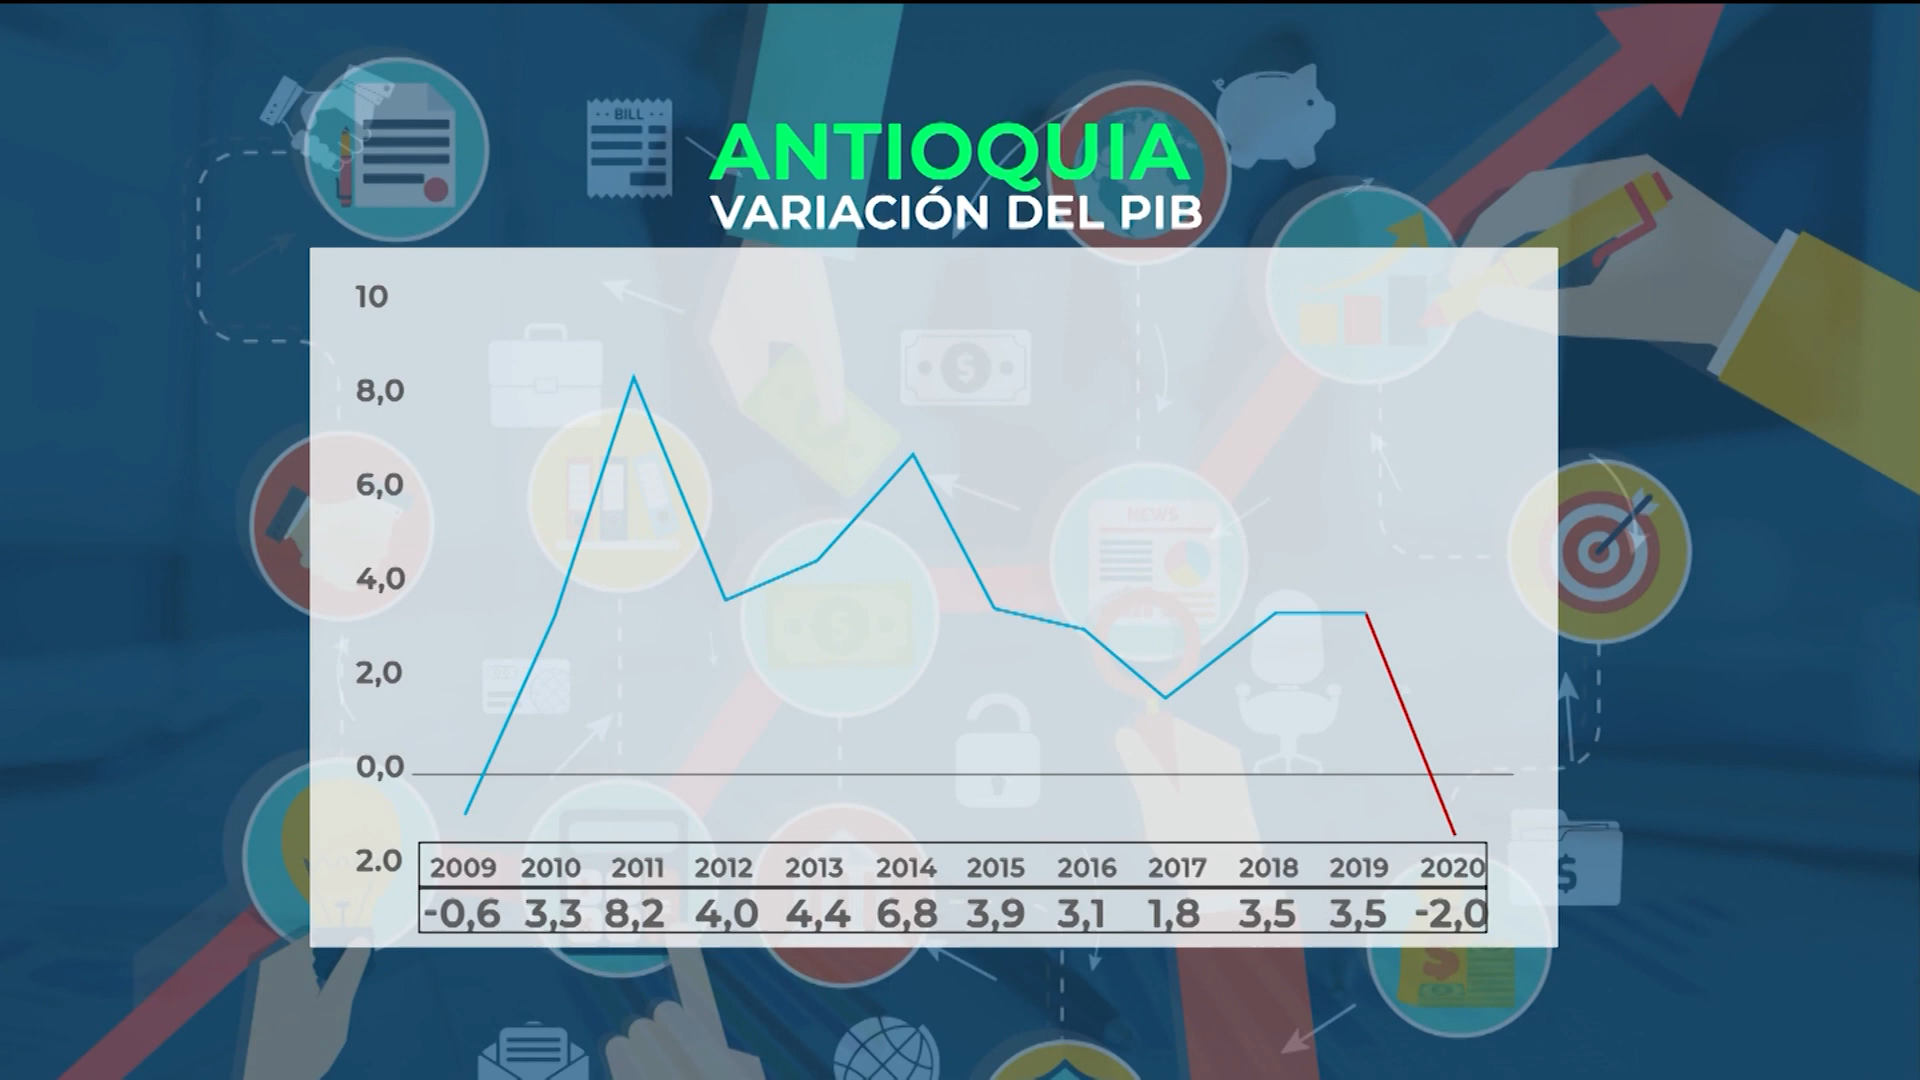 BILL
ANTIOQUIA
VARIACIÓN DEL PIB
10
8,0
6,0
NEWS
4,0
2,0
0,0
2.0
2009 2010 2011 2012 2013 2014 2015 2016 2017 2018 2019 2020
-0,6 3,3 8,2 4,0 4,4 6,8 3,9 3,1 1,8 3,5 3,5 -2,0